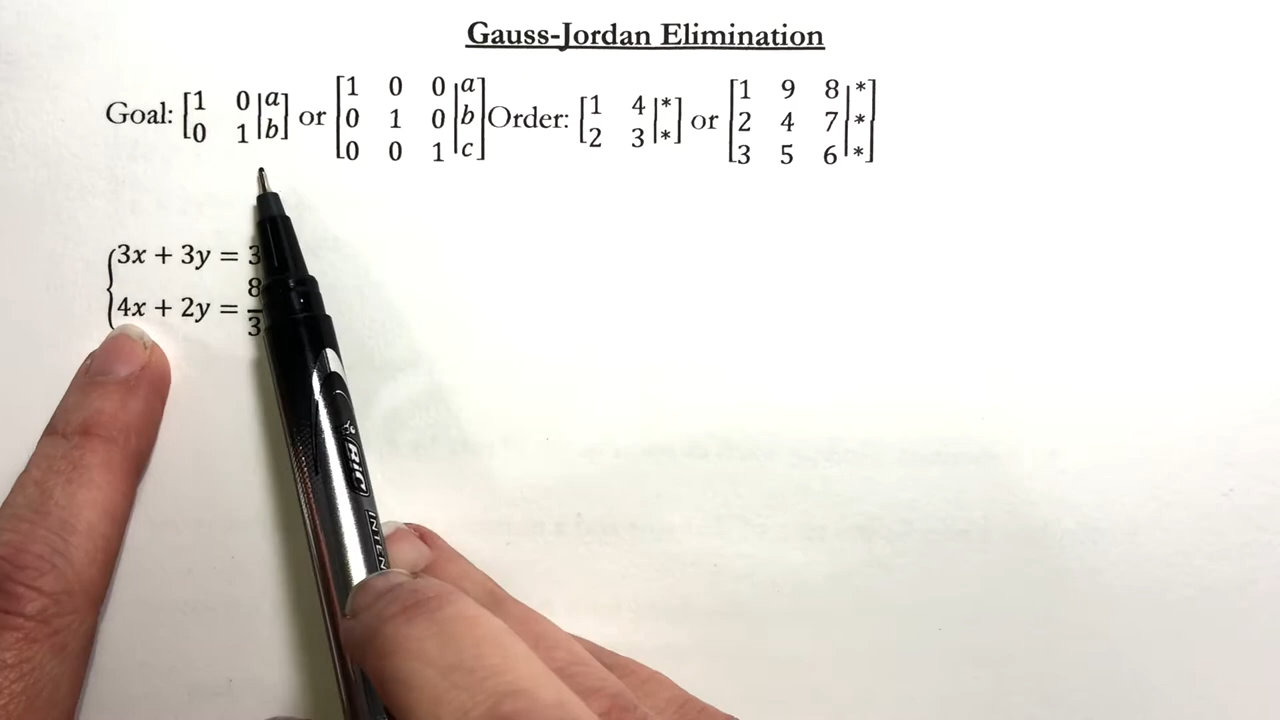 Gauss-Jordan Elimination
Goal: [1 0 | a; 0 1 | b] or [1 0 0 | a; 0 1 0 | b; 0 0 1 | c] Order: [1 4 | *; 2 3 | *] or [1 9 8 | *; 2 4 7 | *; 3 5 6 | *]
{3x + 3y = 3
4x + 2y = 8/3
BIC
INTEN